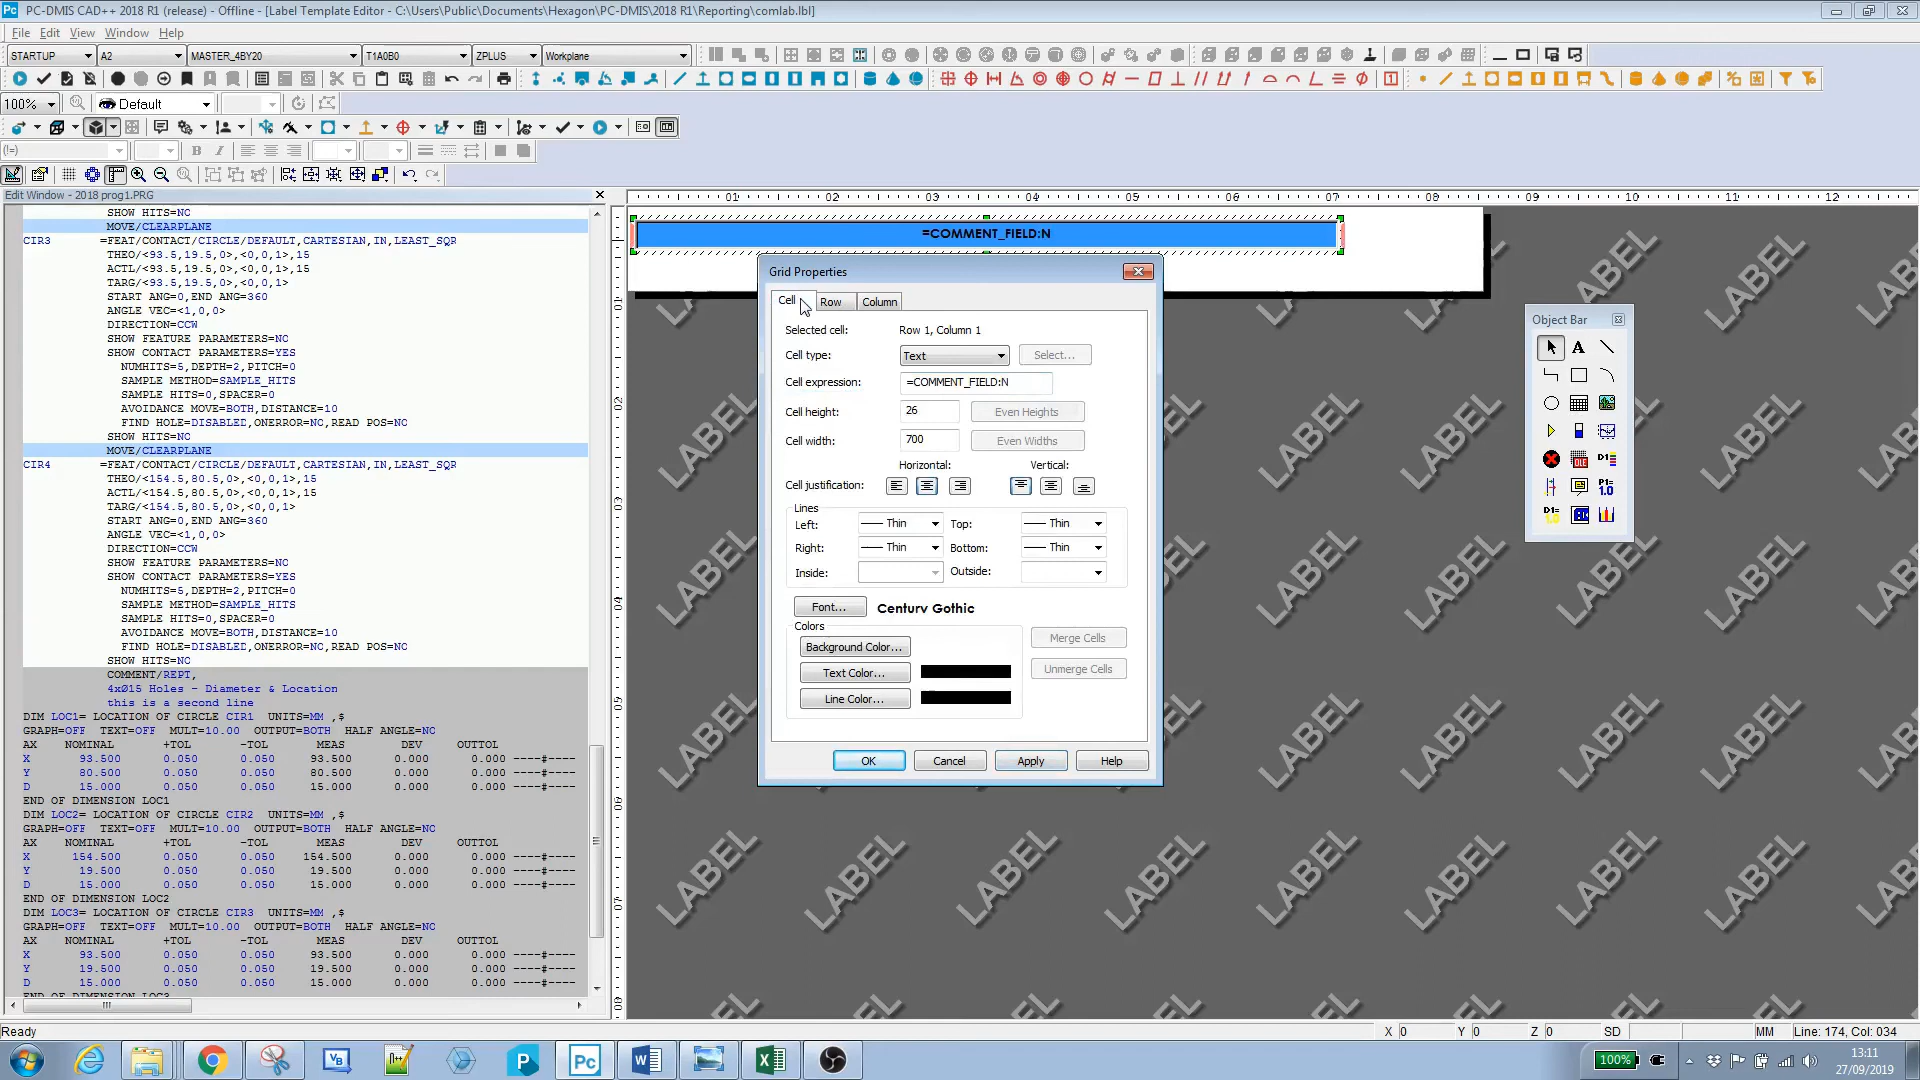 PC-DMIS CAD++ 2018 R1 (release) - Offline - [Label Template Editor - C:\Users\Public\Documents\Hexagon\PC-DMIS\2018 R1\Reporting\comlab.lbl]
File Edit View Window Help
STARTUP A2 MASTER_4BY20 T1A0B0 ZPLUS Workplane
100% Default
(!=) B I
Edit Window - 2018 prog1.PRG
SHOW HITS=NO
MOVE/CLEARPLANE
CIR3 =FEAT/CONTACT/CIRCLE/DEFAULT,CARTESIAN,IN,LEAST_SQR
THEO/<93.5,19.5,0>,<0,0,1>,15
ACTL/<93.5,19.5,0>,<0,0,1>,15
TARG/<93.5,19.5,0>,<0,0,1>
START ANG=0,END ANG=360
ANGLE VEC=<1,0,0>
DIRECTION=CCW
SHOW FEATURE PARAMETERS=NO
SHOW CONTACT PARAMETERS=YES
NUMHITS=5,DEPTH=2,PITCH=0
SAMPLE METHOD=SAMPLE_HITS
SAMPLE HITS=0,SPACER=0
AVOIDANCE MOVE=BOTH,DISTANCE=10
FIND HOLE=DISABLED,ONERROR=NO,READ POS=NO
SHOW HITS=NO
MOVE/CLEARPLANE
CIR4 =FEAT/CONTACT/CIRCLE/DEFAULT,CARTESIAN,IN,LEAST_SQR
THEO/<154.5,80.5,0>,<0,0,1>,15
ACTL/<154.5,80.5,0>,<0,0,1>,15
TARG/<154.5,80.5,0>,<0,0,1>
START ANG=0,END ANG=360
ANGLE VEC=<1,0,0>
DIRECTION=CCW
SHOW FEATURE PARAMETERS=NO
SHOW CONTACT PARAMETERS=YES
NUMHITS=5,DEPTH=2,PITCH=0
SAMPLE METHOD=SAMPLE_HITS
SAMPLE HITS=0,SPACER=0
AVOIDANCE MOVE=BOTH,DISTANCE=10
FIND HOLE=DISABLED,ONERROR=NO,READ POS=NO
SHOW HITS=NO
COMMENT/REPT,
4xØ15 Holes - Diameter & Location
this is a second line
DIM LOC1= LOCATION OF CIRCLE CIR1 UNITS=MM ,$
GRAPH=OFF TEXT=OFF MULT=10.00 OUTPUT=BOTH HALF ANGLE=NO
AX NOMINAL +TOL -TOL MEAS DEV OUTTOL
X 93.500 0.050 0.050 93.500 0.000 0.000 ----#----
Y 80.500 0.050 0.050 80.500 0.000 0.000 ----#----
D 15.000 0.050 0.050 15.000 0.000 0.000 ----#----
END OF DIMENSION LOC1
DIM LOC2= LOCATION OF CIRCLE CIR2 UNITS=MM ,$
GRAPH=OFF TEXT=OFF MULT=10.00 OUTPUT=BOTH HALF ANGLE=NO
AX NOMINAL +TOL -TOL MEAS DEV OUTTOL
X 154.500 0.050 0.050 154.500 0.000 0.000 ----#----
Y 19.500 0.050 0.050 19.500 0.000 0.000 ----#----
D 15.000 0.050 0.050 15.000 0.000 0.000 ----#----
END OF DIMENSION LOC2
DIM LOC3= LOCATION OF CIRCLE CIR3 UNITS=MM ,$
GRAPH=OFF TEXT=OFF MULT=10.00 OUTPUT=BOTH HALF ANGLE=NO
AX NOMINAL +TOL -TOL MEAS DEV OUTTOL
X 93.500 0.050 0.050 93.500 0.000 0.000 ----#----
Y 19.500 0.050 0.050 19.500 0.000 0.000 ----#----
D 15.000 0.050 0.050 15.000 0.000 0.000 ----#----
END OF DIMENSION LOC3
01 02 03 04 05 06 07 08 09 10 11 12
=COMMENT_FIELD:N
Grid Properties
Cell Row Column
Selected cell: Row 1, Column 1
Cell type: Text Select...
Cell expression: =COMMENT_FIELD:N
Cell height: 26 Even Heights
Cell width: 700 Even Widths
Horizontal: Vertical:
Cell justification:
Lines
Left: Thin Top: Thin
Right: Thin Bottom: Thin
Inside: Outside:
Font... Century Gothic
Colors
Background Color... Merge Cells
Text Color... Unmerge Cells
Line Color...
OK Cancel Apply Help
Object Bar
LABEL
Ready X 0 Y 0 Z 0 SD MM Line: 174, Col: 034
100% 13:11
27/09/2019